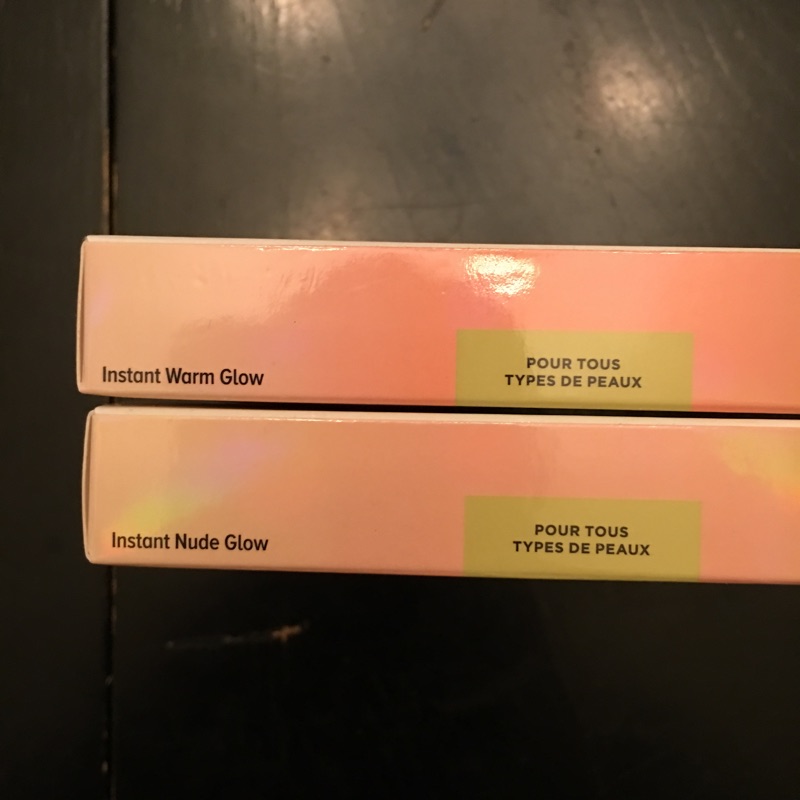 Instant Warm Glow
POUR TOUS
TYPES DE PEAUX
Instant Nude Glow
POUR TOUS
TYPES DE PEAUX